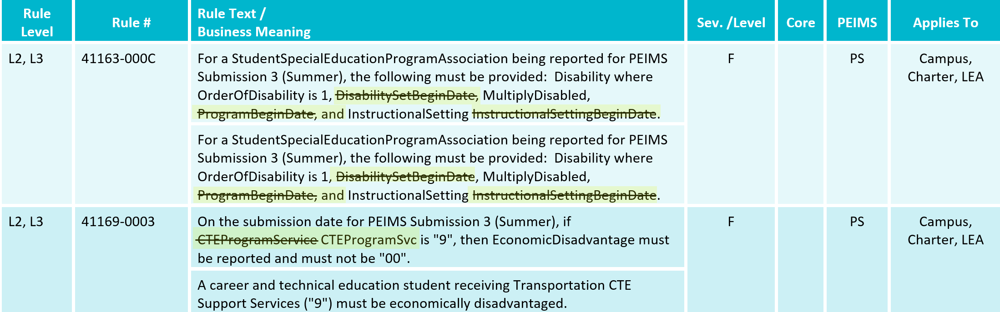 Rule Level
Rule #
Rule Text /
Business Meaning
Sev. /Level
Core
PEIMS
Applies To
L2, L3
41163-000C
For a StudentSpecialEducationProgramAssociation being reported for PEIMS
Submission 3 (Summer), the following must be provided:  Disability where
OrderOfDisability is 1, DisabilitySetBeginDate, MultiplyDisabled,
ProgramBeginDate, and InstructionalSetting InstructionalSettingBeginDate.
For a StudentSpecialEducationProgramAssociation being reported for PEIMS
Submission 3 (Summer), the following must be provided:  Disability where
OrderOfDisability is 1, DisabilitySetBeginDate, MultiplyDisabled,
ProgramBeginDate, and InstructionalSetting InstructionalSettingBeginDate.
F
PS
Campus,
Charter, LEA
L2, L3
41169-0003
On the submission date for PEIMS Submission 3 (Summer), if
CTEProgramService CTEProgramSvc is "9", then EconomicDisadvantage must
be reported and must not be "00".
A career and technical education student receiving Transportation CTE
Support Services ("9") must be economically disadvantaged.
F
PS
Campus,
Charter, LEA